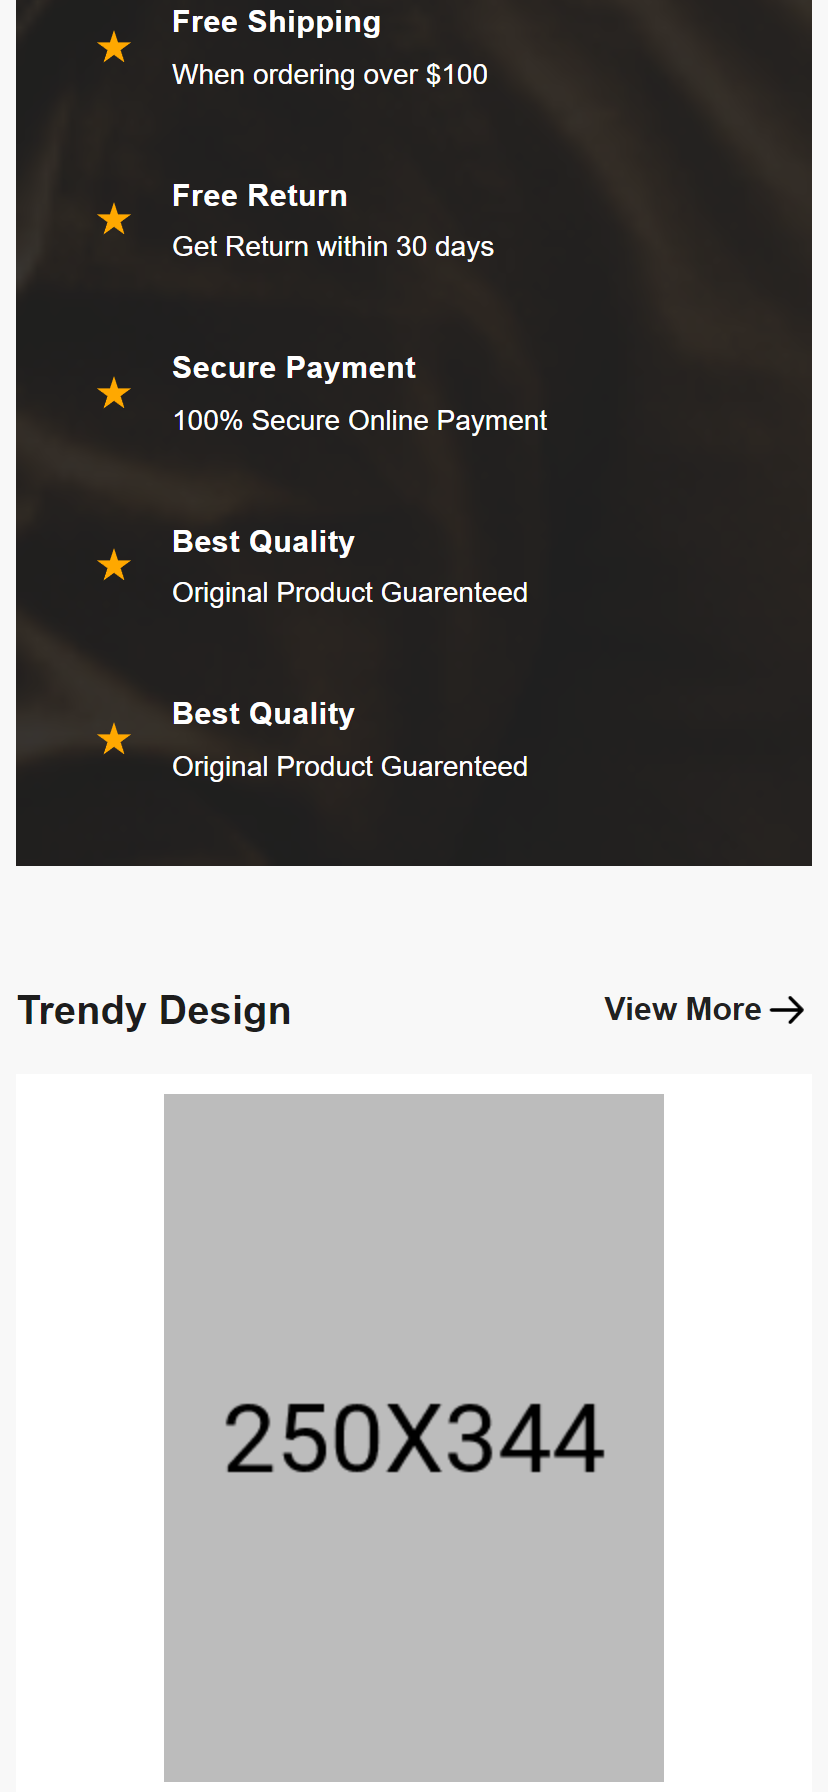 Free Shipping
When ordering over $100
Free Return
Get Return within 30 days
Secure Payment
100% Secure Online Payment
Best Quality
Original Product Guarenteed
Best Quality
Original Product Guarenteed
Trendy Design
View More
250X344